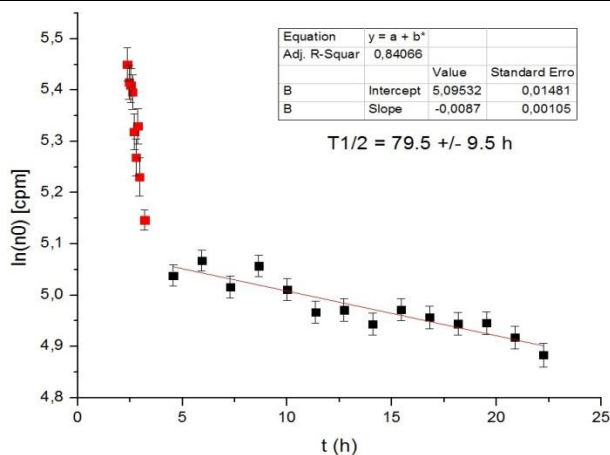 Equation y = a + b*
Adj. R-Squar 0,84066
Value Standard Erro
B Intercept 5,09532 0,01481
B Slope -0,0087 0,00105
T1/2 = 79.5 +/- 9.5 h
ln(n0) [cpm]
5,5
5,4
5,3
5,2
5,1
5,0
4,9
4,8
0 5 10 15 20 25
t (h)